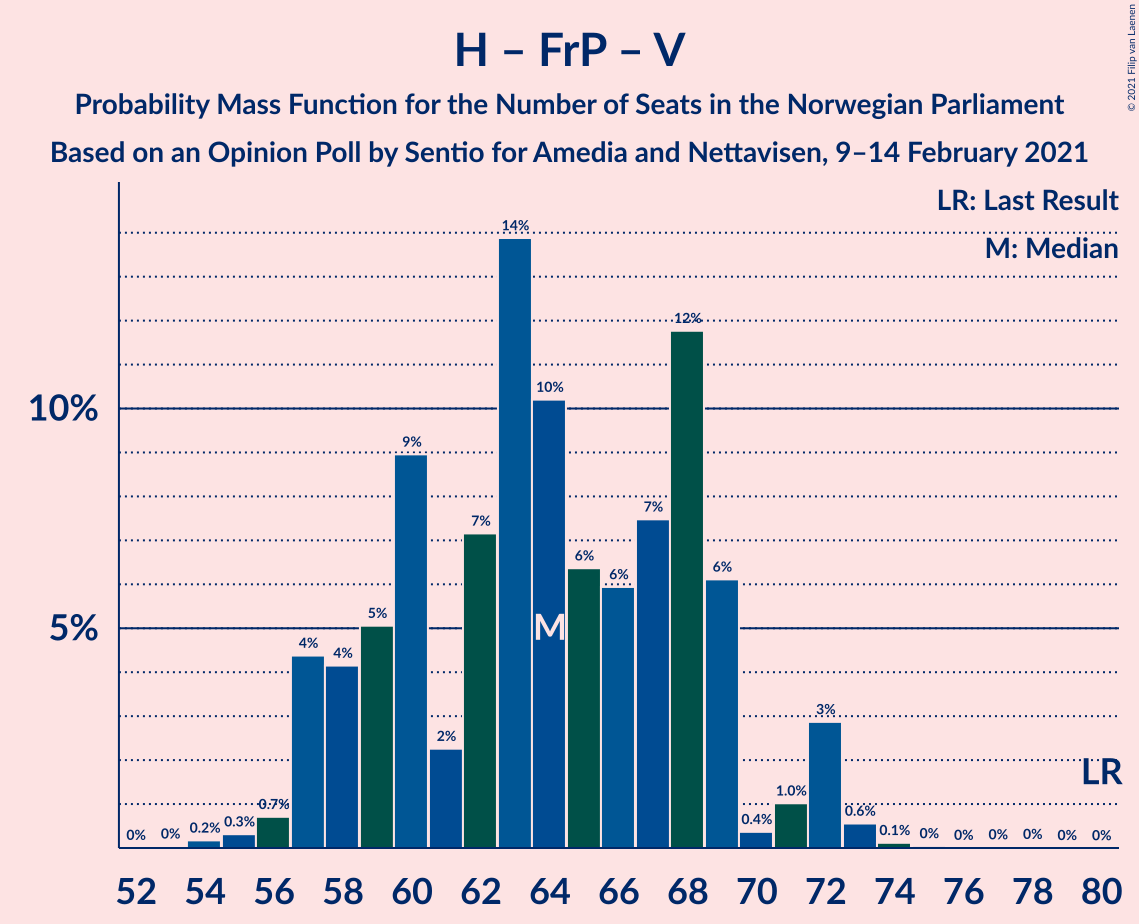 H – FrP – V
Probability Mass Function for the Number of Seats in the Norwegian Parliament
Based on an Opinion Poll by Sentio for Amedia and Nettavisen, 9–14 February 2021
© 2021 Filip van Laenen
LR: Last Result
M: Median
10%
5%
0% 0% 0.2% 0.3% 0.7% 4% 4% 5% 9% 2% 7% 14% 10% 6% 6% 7% 12% 6% 0.4% 1.0% 3% 0.6% 0.1% 0% 0% 0% 0% 0% 0%
M
LR
52 54 56 58 60 62 64 66 68 70 72 74 76 78 80